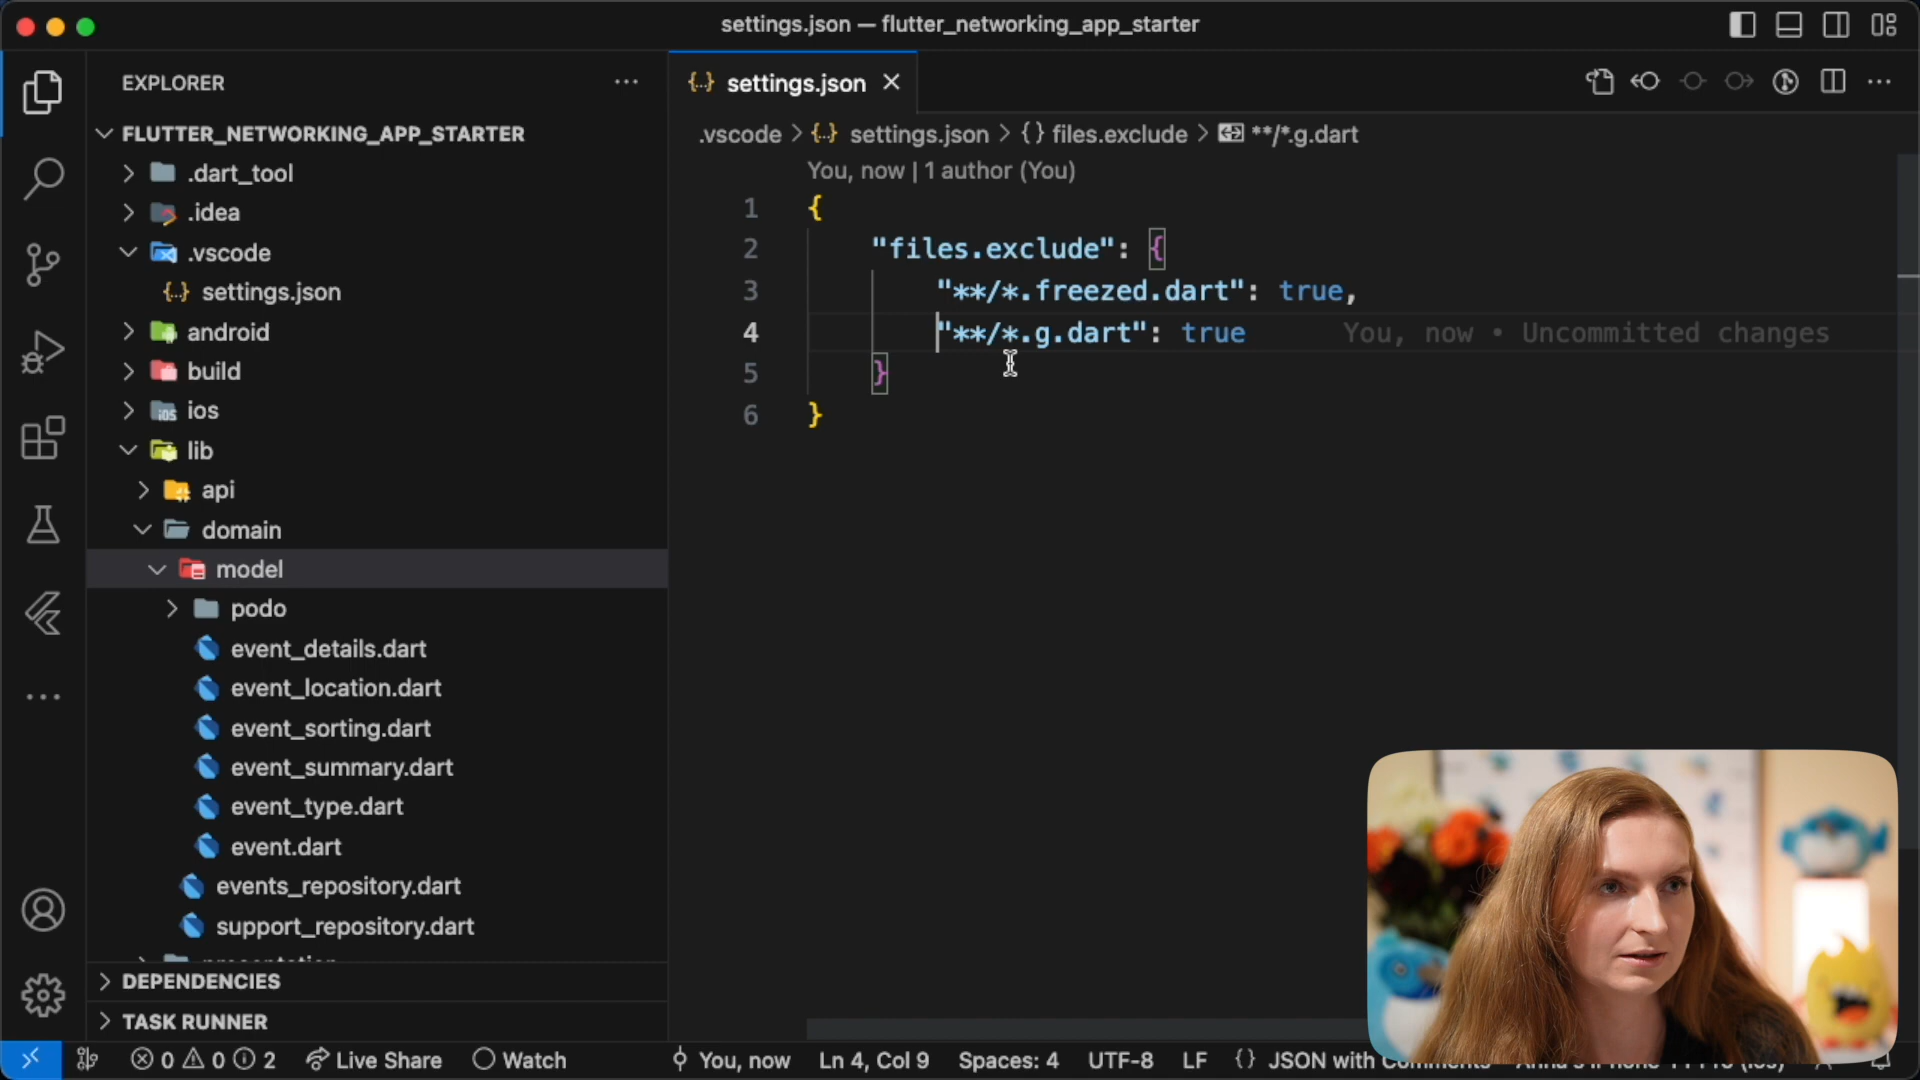 settings.json — flutter_networking_app_starter
EXPLORER
FLUTTER_NETWORKING_APP_STARTER
.dart_tool
.idea
.vscode
settings.json
android
build
ios
lib
api
domain
model
podo
event_details.dart
event_location.dart
event_sorting.dart
event_summary.dart
event_type.dart
event.dart
events_repository.dart
support_repository.dart
DEPENDENCIES
TASK RUNNER
settings.json
.vscode > settings.json > files.exclude > **/*.g.dart
You, now | 1 author (You)
1 {
2 "files.exclude": {
3 "**/*.freezed.dart": true,
4 "**/*.g.dart": true You, now • Uncommitted changes
5 }
6 }
0 0 2 Live Share Watch You, now Ln 4, Col 9 Spaces: 4 UTF-8 LF {} JSON with Comments